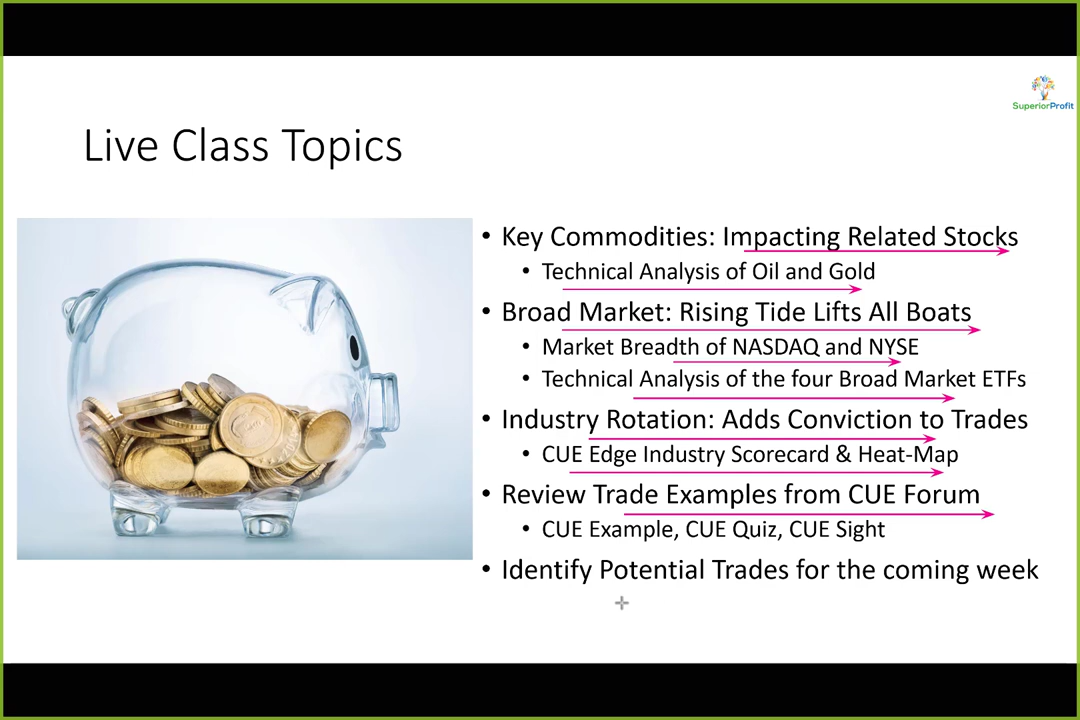 SuperiorProfit
Live Class Topics
• Key Commodities: Impacting Related Stocks
• Technical Analysis of Oil and Gold
• Broad Market: Rising Tide Lifts All Boats
• Market Breadth of NASDAQ and NYSE
• Technical Analysis of the four Broad Market ETFs
• Industry Rotation: Adds Conviction to Trades
• CUE Edge Industry Scorecard & Heat-Map
• Review Trade Examples from CUE Forum
• CUE Example, CUE Quiz, CUE Sight
• Identify Potential Trades for the coming week